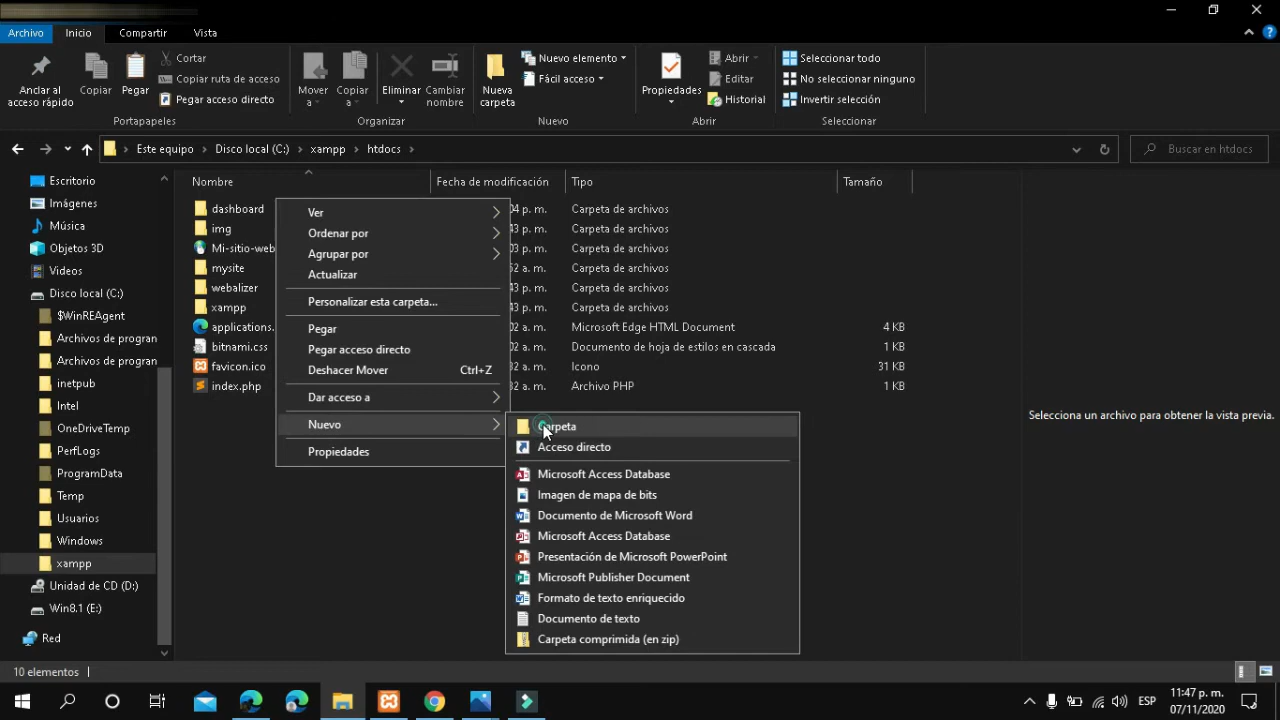 Archivo Inicio Compartir Vista
Anclar al acceso rápido
Copiar
Pegar
Cortar
Copiar ruta de acceso
Pegar acceso directo
Mover a
Copiar a
Eliminar
Cambiar nombre
Nueva carpeta
Nuevo elemento
Fácil acceso
Propiedades
Abrir
Editar
Historial
Seleccionar todo
No seleccionar ninguno
Invertir selección
Portapapeles Organizar Nuevo Abrir Seleccionar
Este equipo Disco local (C:) xampp htdocs
Buscar en htdocs
Escritorio
Imágenes
Música
Objetos 3D
Vídeos
Disco local (C:)
$WinREAgent
Archivos de progran
Archivos de progran
inetpub
Intel
OneDriveTemp
PerfLogs
ProgramData
Temp
Usuarios
Windows
xampp
Unidad de CD (D:)
Win8.1 (E:)
Red
Nombre Fecha de modificación Tipo Tamaño
dashboard 04 p. m. Carpeta de archivos
img 43 p. m. Carpeta de archivos
Mi-sitio-web 03 p. m. Carpeta de archivos
mysite 52 a. m. Carpeta de archivos
webalizer 43 p. m. Carpeta de archivos
xampp 43 p. m. Carpeta de archivos
applications. 02 a. m. Microsoft Edge HTML Document 4 KB
bitnami.css 02 a. m. Documento de hoja de estilos en cascada 1 KB
favicon.ico 32 a. m. Icono 31 KB
index.php 32 a. m. Archivo PHP 1 KB
Ver
Ordenar por
Agrupar por
Actualizar
Personalizar esta carpeta...
Pegar
Pegar acceso directo
Deshacer Mover Ctrl+Z
Dar acceso a
Nuevo
Propiedades
Carpeta
Acceso directo
Microsoft Access Database
Imagen de mapa de bits
Documento de Microsoft Word
Microsoft Access Database
Presentación de Microsoft PowerPoint
Microsoft Publisher Document
Formato de texto enriquecido
Documento de texto
Carpeta comprimida (en zip)
Selecciona un archivo para obtener la vista previa.
10 elementos
ESP
11:47 p. m.
07/11/2020